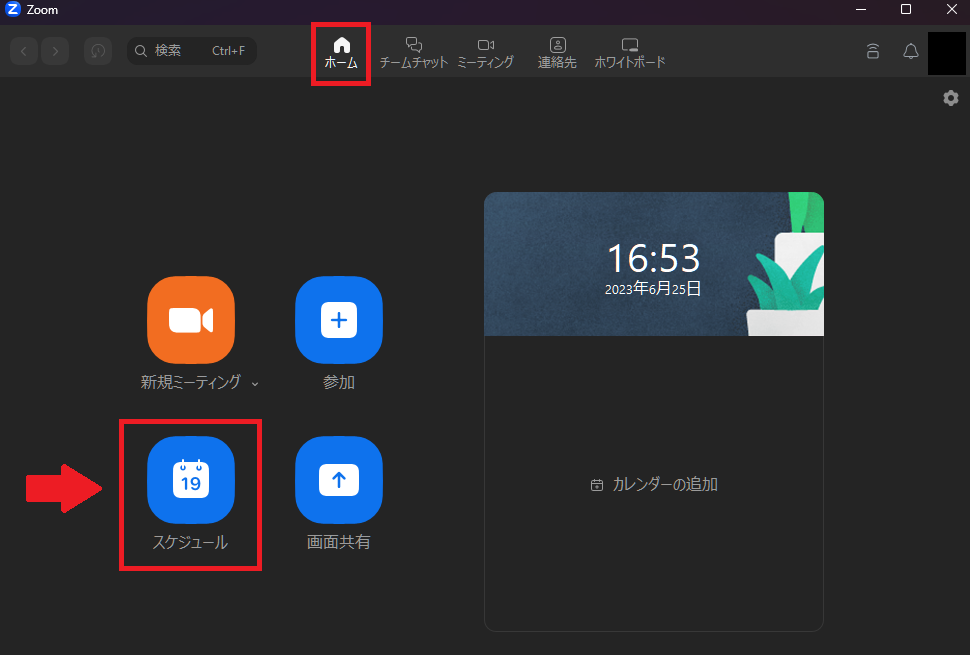 Zoom
検索 Ctrl+F
ホーム
チームチャット
ミーティング
連絡先
ホワイトボード
16:53
2023年6月25日
新規ミーティング
参加
19
スケジュール
画面共有
カレンダーの追加